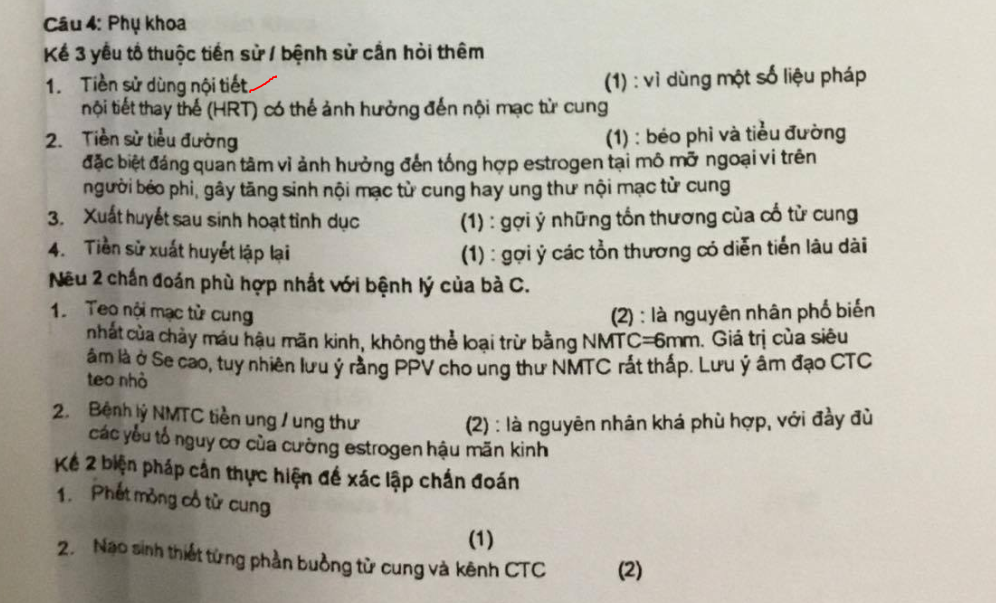 Câu 4: Phụ khoa
Kể 3 yếu tố thuộc tiền sử / bệnh sử cần hỏi thêm
1. Tiền sử dùng nội tiết (1) : vì dùng một số liệu pháp
nội tiết thay thế (HRT) có thể ảnh hưởng đến nội mạc tử cung
2. Tiền sử tiểu đường (1) : béo phì và tiểu đường
đặc biệt đáng quan tâm vì ảnh hưởng đến tổng hợp estrogen tại mô mỡ ngoại vi trên
người béo phì, gây tăng sinh nội mạc tử cung hay ung thư nội mạc tử cung
3. Xuất huyết sau sinh hoạt tình dục (1) : gợi ý những tổn thương của cổ tử cung
4. Tiền sử xuất huyết lập lại (1) : gợi ý các tổn thương có diễn tiến lâu dài
Nêu 2 chẩn đoán phù hợp nhất với bệnh lý của bà C.
1. Teo nội mạc tử cung (2) : là nguyên nhân phổ biến
nhất của chảy máu hậu mãn kinh, không thể loại trừ bằng NMTC=6mm. Giá trị của siêu
âm là ở Se cao, tuy nhiên lưu ý rằng PPV cho ung thư NMTC rất thấp. Lưu ý âm đạo CTC
teo nhỏ
2. Bệnh lý NMTC tiền ung / ung thư (2) : là nguyên nhân khá phù hợp, với đầy đủ
các yếu tố nguy cơ của cường estrogen hậu mãn kinh
Kể 2 biện pháp cần thực hiện để xác lập chẩn đoán
1. Phết mỏng cổ tử cung
(1)
2. Nạo sinh thiết từng phần buồng tử cung và kênh CTC (2)